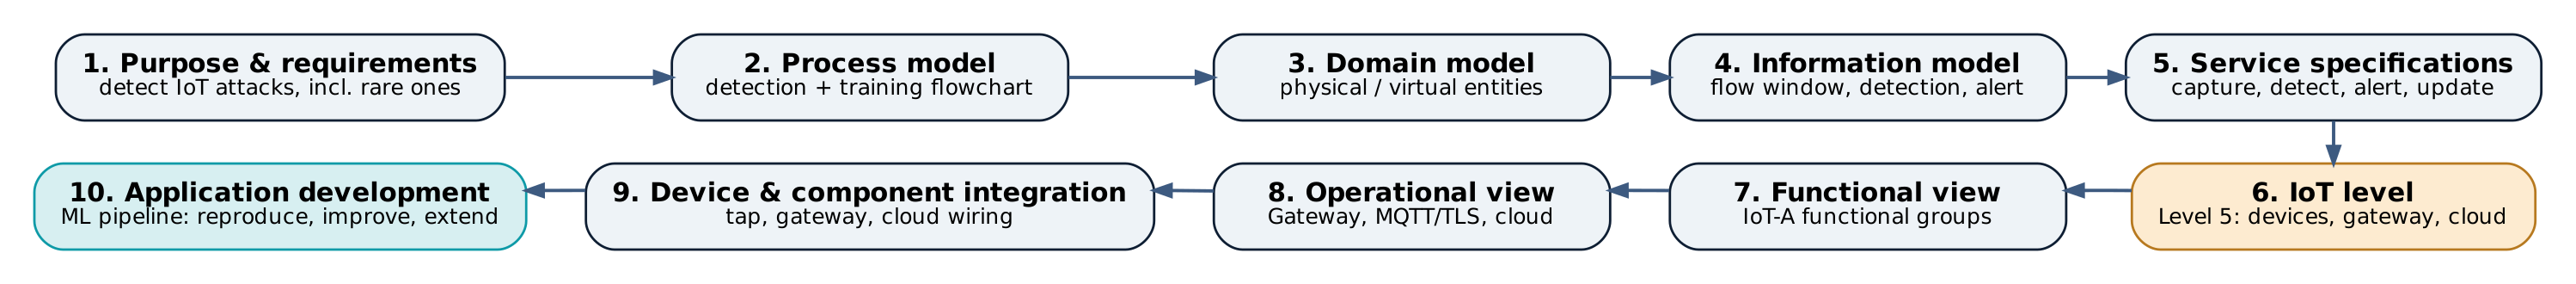 1. Purpose & requirements
detect IoT attacks, incl. rare ones
2. Process model
detection + training flowchart
3. Domain model
physical / virtual entities
4. Information model
flow window, detection, alert
5. Service specifications
capture, detect, alert, update
6. IoT level
Level 5: devices, gateway, cloud
7. Functional view
IoT-A functional groups
8. Operational view
Gateway, MQTT/TLS, cloud
9. Device & component integration
tap, gateway, cloud wiring
10. Application development
ML pipeline: reproduce, improve, extend